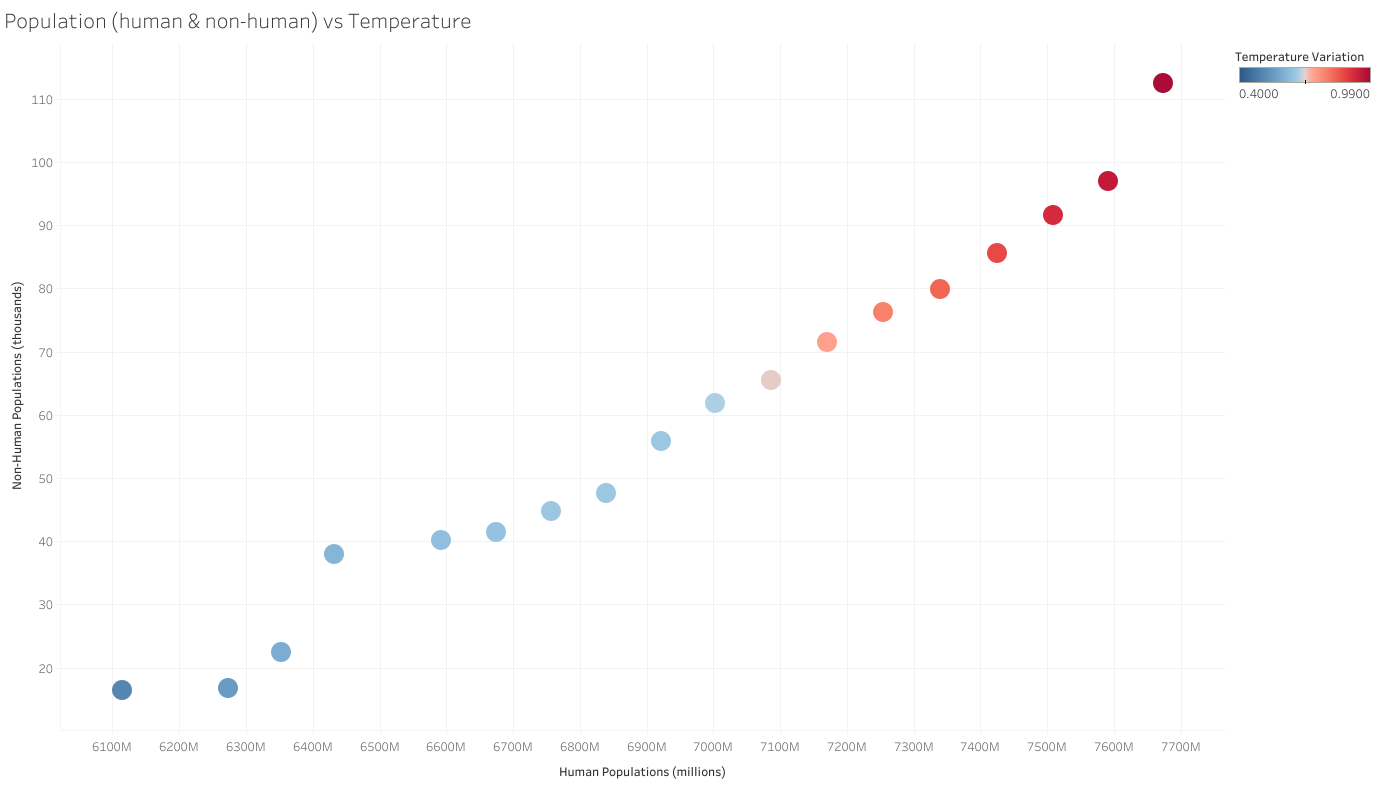 Population (human & non-human) vs Temperature
Temperature Variation
0.4000 0.9900
110
100
90
80
70
60
50
40
30
20
Non-Human Populations (thousands)
6100M 6200M 6300M 6400M 6500M 6600M 6700M 6800M 6900M 7000M 7100M 7200M 7300M 7400M 7500M 7600M 7700M
Human Populations (millions)